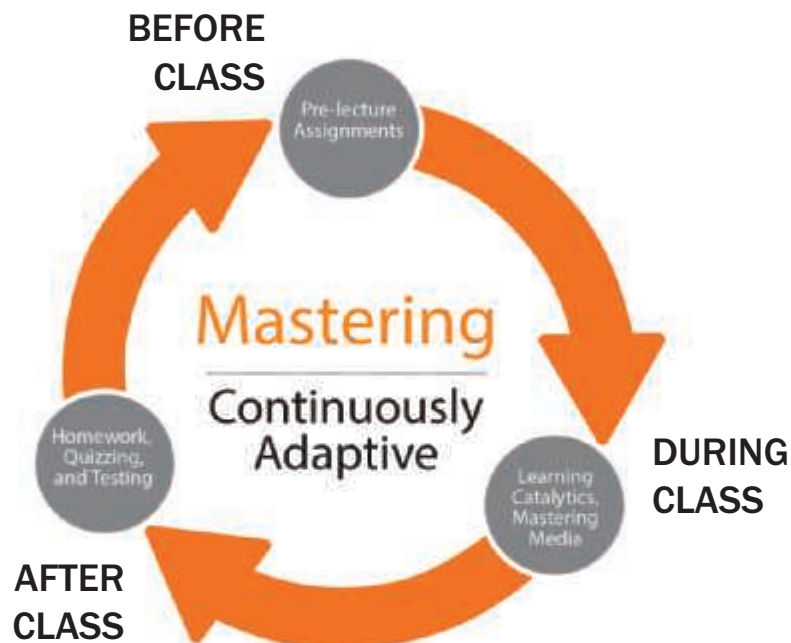 BEFORE
CLASS
Pre-lecture
Assignments
Mastering
Continuously
Adaptive
DURING
CLASS
Learning
Catalytics,
Mastering
Media
Homework,
Quizzing,
and Testing
AFTER
CLASS